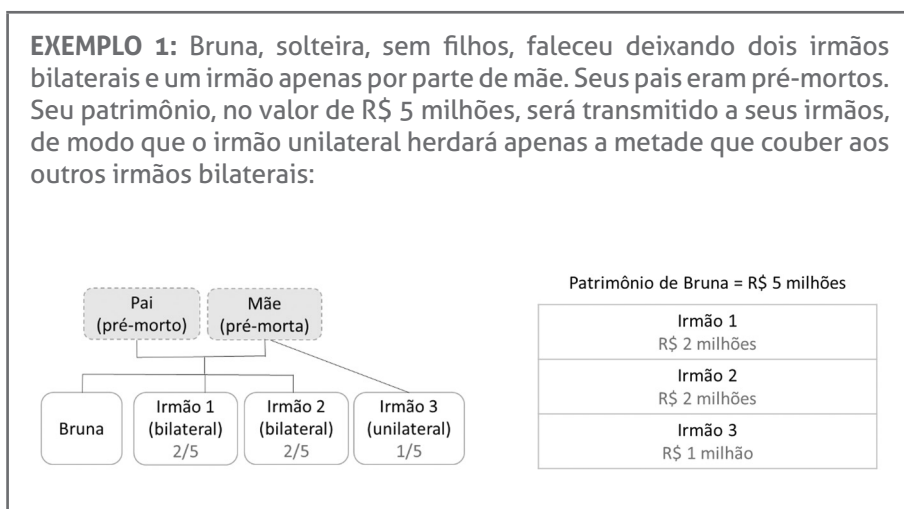 EXEMPLO 1: Bruna, solteira, sem filhos, faleceu deixando dois irmãos
bilaterais e um irmão apenas por parte de mãe. Seus pais eram pré-mortos.
Seu patrimônio, no valor de R$ 5 milhões, será transmitido a seus irmãos,
de modo que o irmão unilateral herdará apenas a metade que couber aos
outros irmãos bilaterais:
Pai
(pré-morto)
Mãe
(pré-morta)
Bruna
Irmão 1
(bilateral)
2/5
Irmão 2
(bilateral)
2/5
Irmão 3
(unilateral)
1/5
Patrimônio de Bruna = R$ 5 milhões
Irmão 1
R$ 2 milhões
Irmão 2
R$ 2 milhões
Irmão 3
R$ 1 milhão